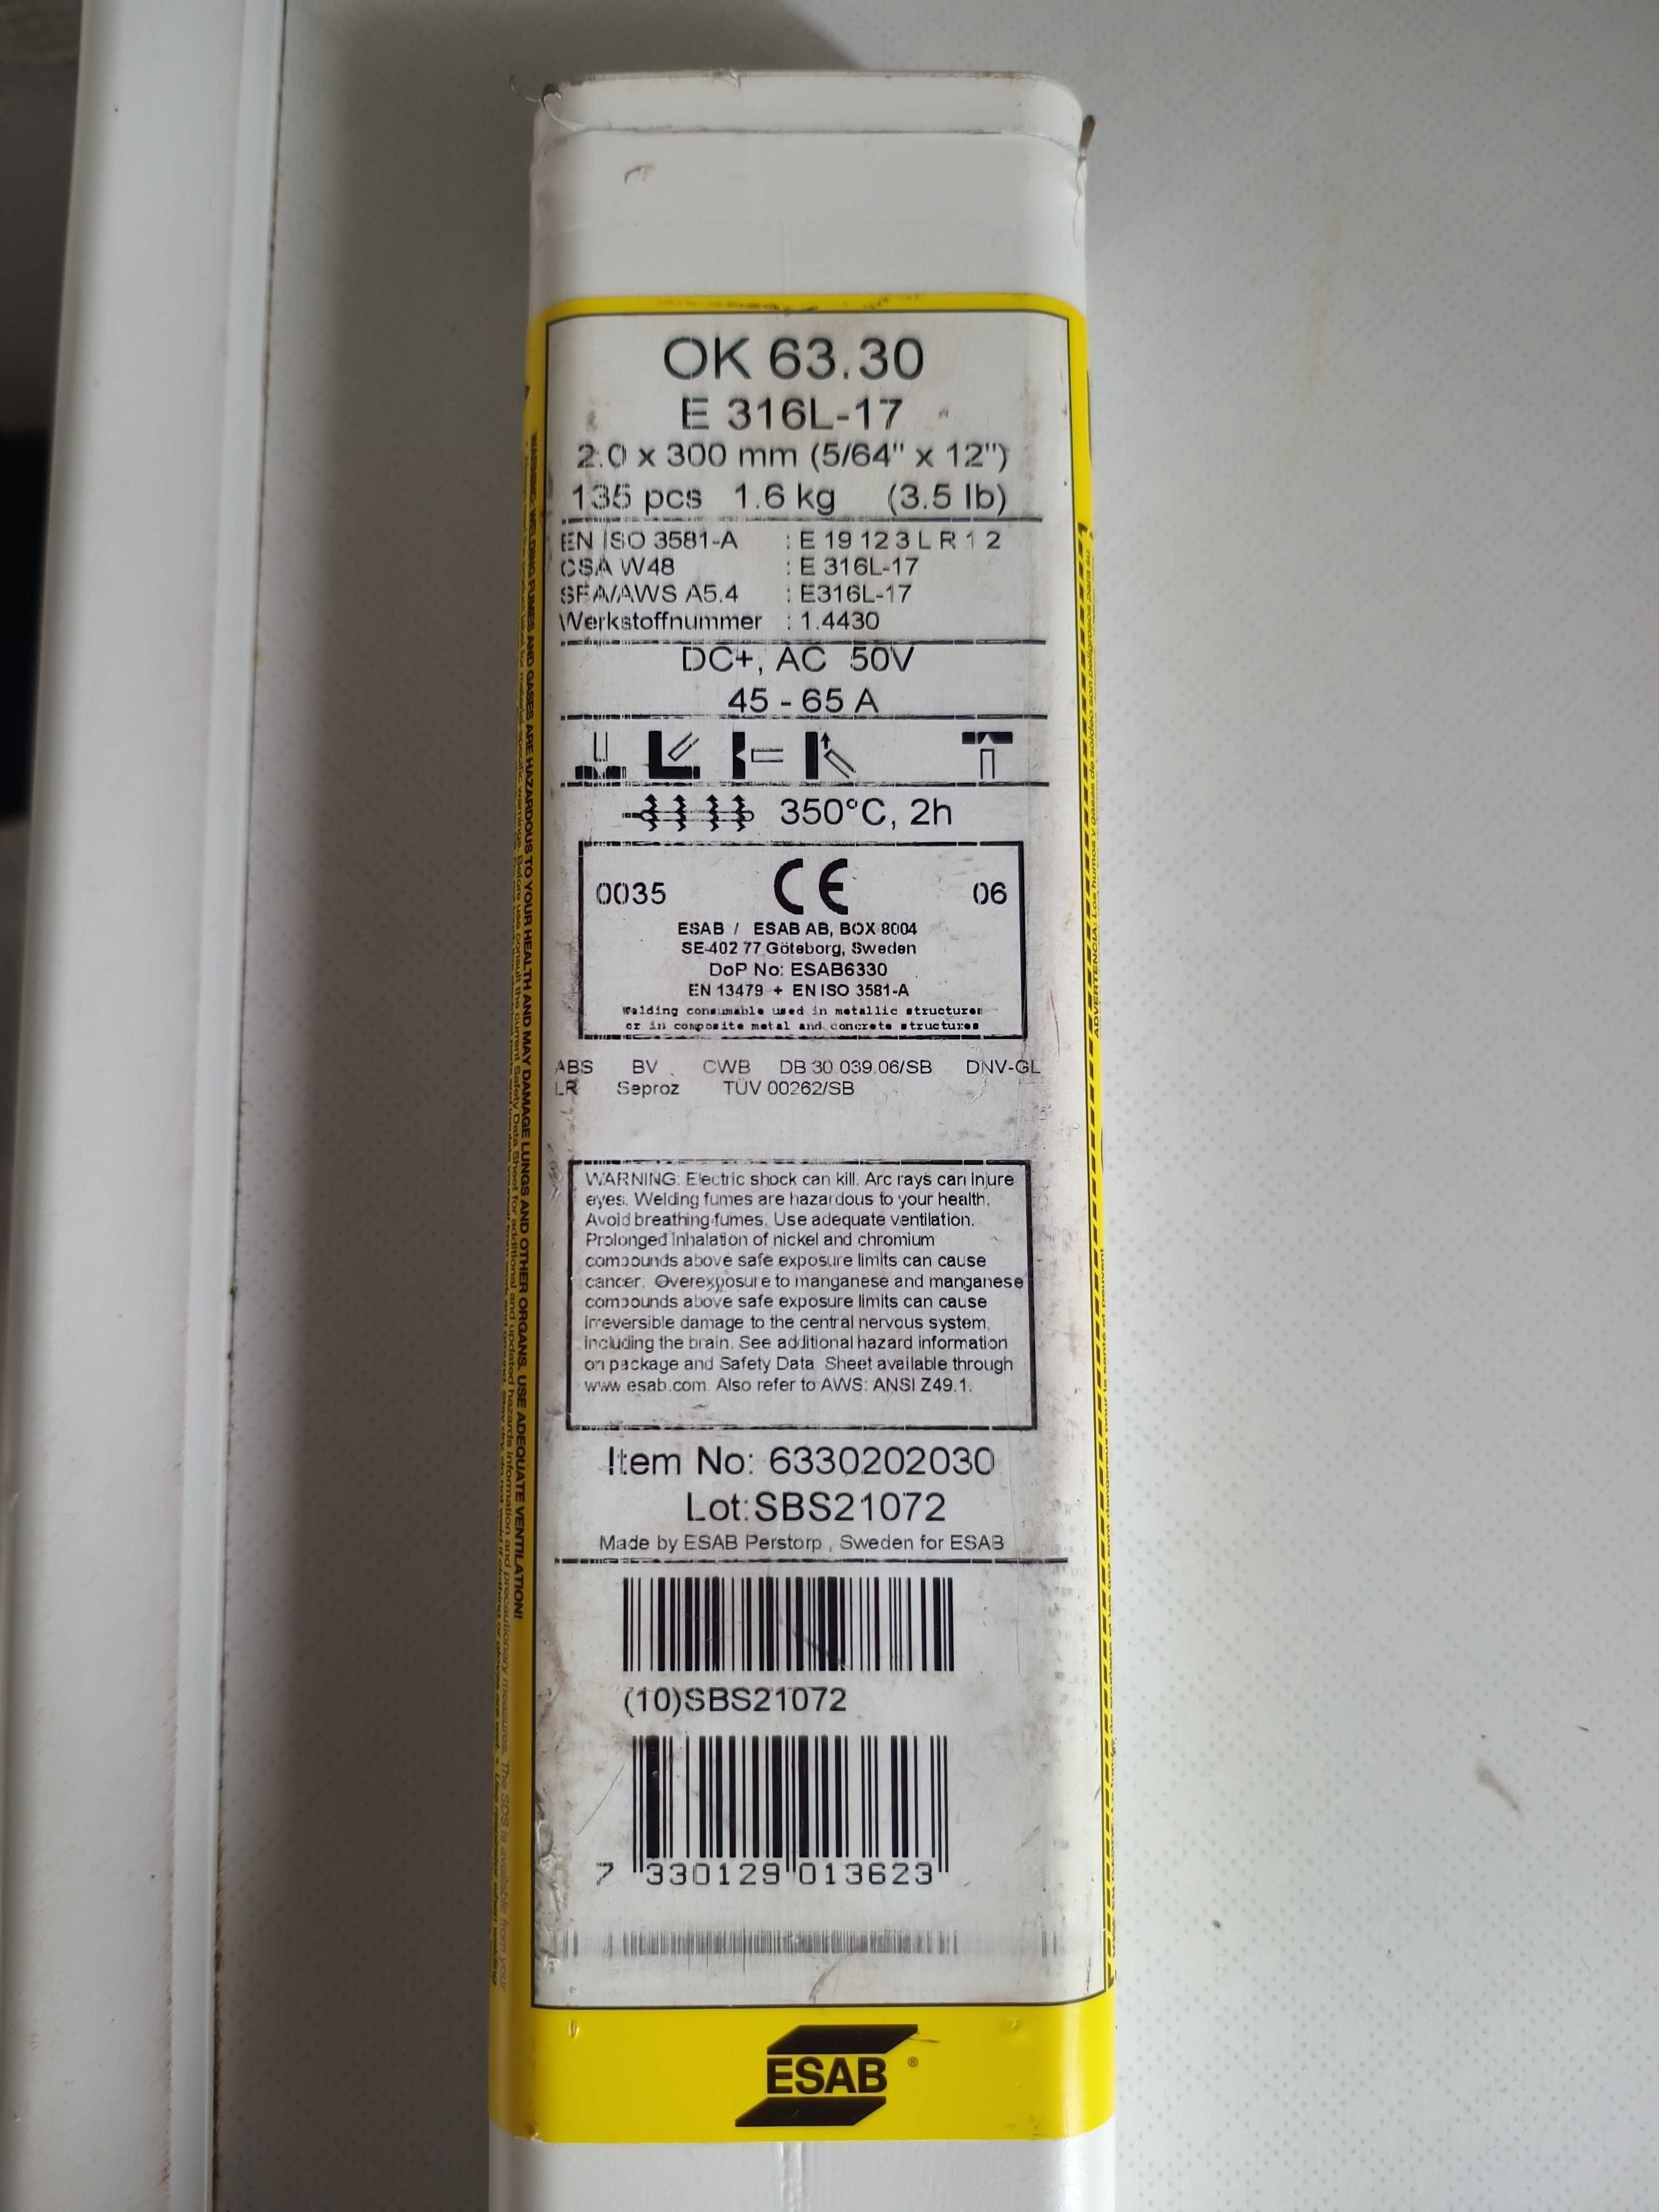 OK 63.30
E 316L-17
2.0 x 300 mm (5/64" x 12")
135 pcs 1.6 kg (3.5 lb)
EN ISO 3581-A : E 19 12 3 L R 1 2
CSA W48 : E 316L-17
SFA/AWS A5.4 : E316L-17
Werkstoffnummer : 1.4430
DC+, AC 50V
45 - 65 A
350°C, 2h
0035 CE 06
ESAB / ESAB AB, BOX 8004
SE-402 77 Göteborg, Sweden
DoP No: ESAB6330
EN 13479 + EN ISO 3581-A
Welding consumable used in metallic structures
or in composite metal and concrete structures
ABS BV CWB DB 30.039.06/SB DNV-GL
LR Seproz TÜV 00262/SB
WARNING: Electric shock can kill. Arc rays can injure
eyes. Welding fumes are hazardous to your health.
Avoid breathing fumes. Use adequate ventilation.
Prolonged inhalation of nickel and chromium
compounds above safe exposure limits can cause
cancer. Overexposure to manganese and manganese
compounds above safe exposure limits can cause
irreversible damage to the central nervous system,
including the brain. See additional hazard information
on package and Safety Data Sheet available through
www.esab.com. Also refer to AWS: ANSI Z49.1.
Item No: 6330202030
Lot:SBS21072
Made by ESAB Perstorp , Sweden for ESAB
(10)SBS21072
7 330129 013623
ESAB ®
WARNING: WELDING FUMES AND GASES ARE HAZARDOUS TO YOUR HEALTH AND MAY DAMAGE LUNGS AND OTHER ORGANS. USE ADEQUATE VENTILATION!
ADVERTENCIA: Los humos y gases de soldeo son peligrosos para su